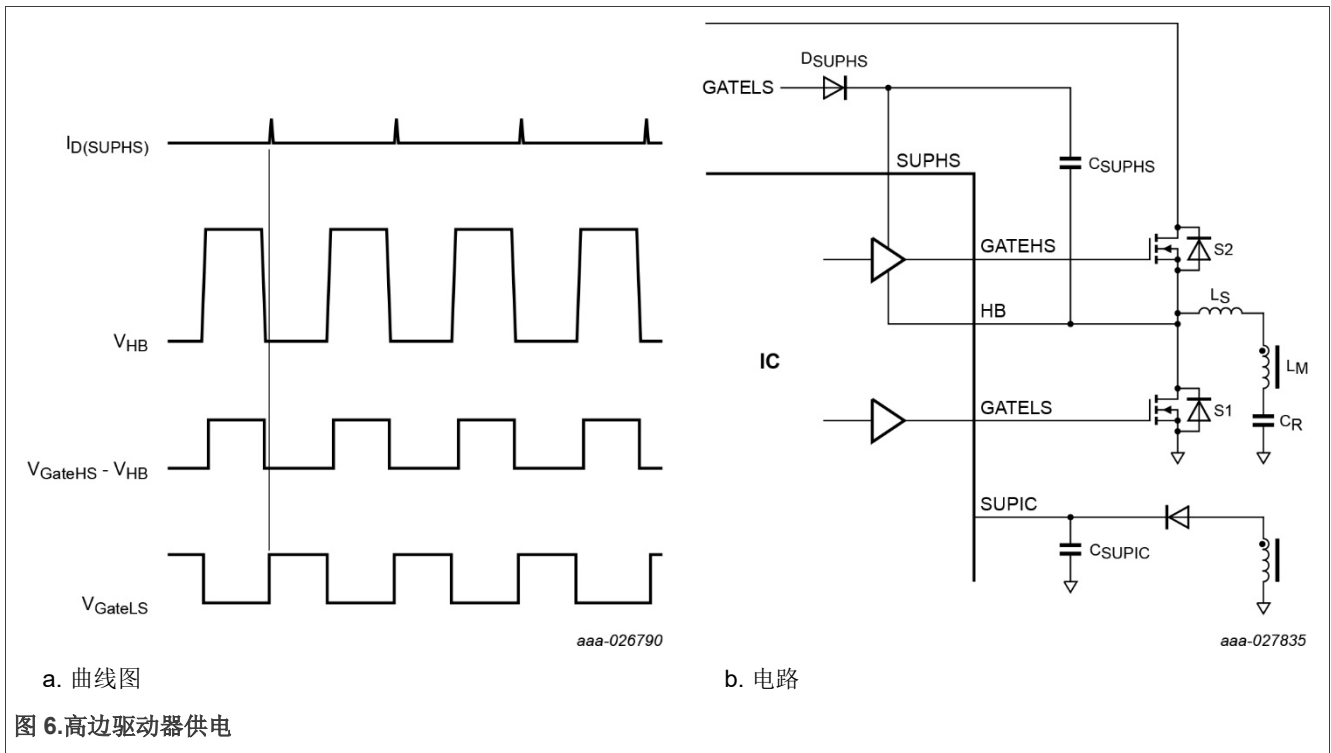 I_D(SUPHS)
V_HB
V_GateHS - V_HB
V_GateLS
aaa-026790
a. 曲线图
D_SUPHS
GATELS
SUPHS
C_SUPHS
GATEHS
S2
L_S
HB
IC
L_M
GATELS
S1
C_R
SUPIC
C_SUPIC
aaa-027835
b. 电路
图 6.高边驱动器供电